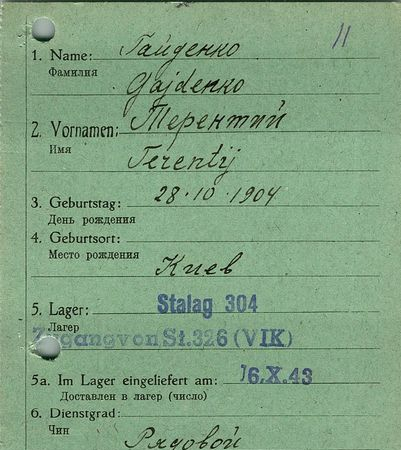 11
1. Name: Гайденко
Фамилия
Gajdenko
2. Vornamen: Терентий
Имя
Terentij
3. Geburtstag: 28.10.1904
День рождения
4. Geburtsort:
Место рождения
Киев
5. Lager: Stalag 304
Лагер
Zugang von St. 326 (VIK)
5a. Im Lager eingeliefert am: 16.X.43
Доставлен в лагер (число)
6. Dienstgrad:
Чин
Рядовой